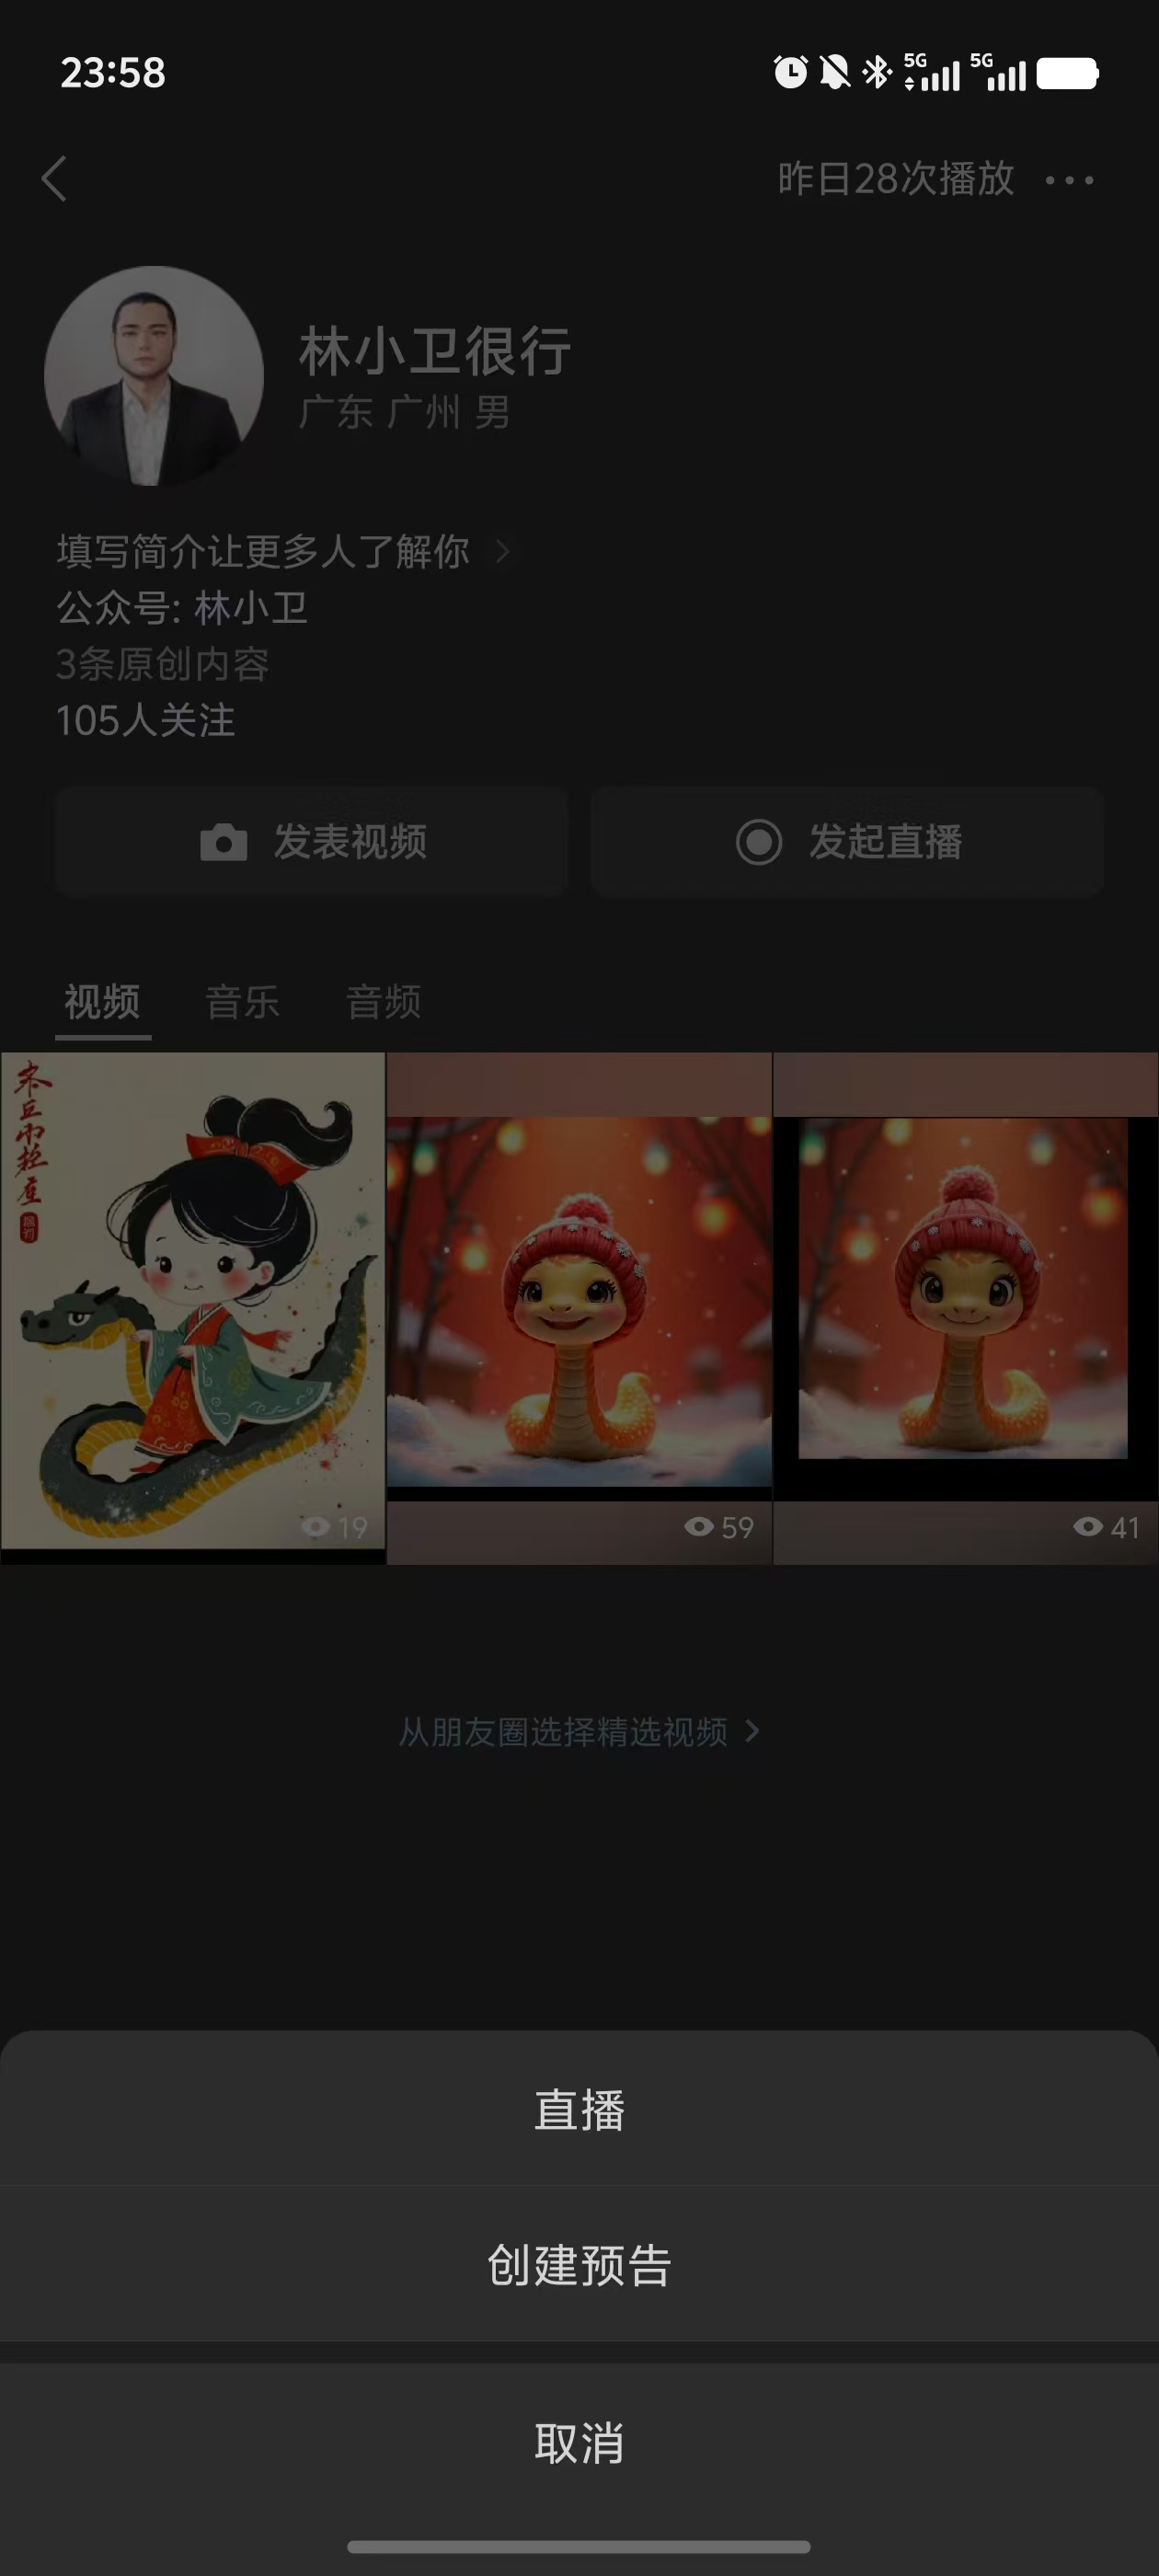 23:58
5G 5G
昨日28次播放
林小卫很行
广东 广州 男
填写简介让更多人了解你
公众号: 林小卫
3条原创内容
105人关注
发表视频 发起直播
视频 音乐 音频
19 59 41
从朋友圈选择精选视频
直播
创建预告
取消